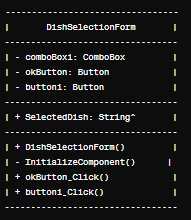 ---------------------------------
|       DishSelectionForm       |
---------------------------------
| - comboBox1: ComboBox         |
| - okButton: Button            |
| - button1: Button             |
---------------------------------
| + SelectedDish: String^       |
---------------------------------
| + DishSelectionForm()         |
| - InitializeComponent()      |
| + okButton_Click()            |
| + button1_Click()             |
---------------------------------